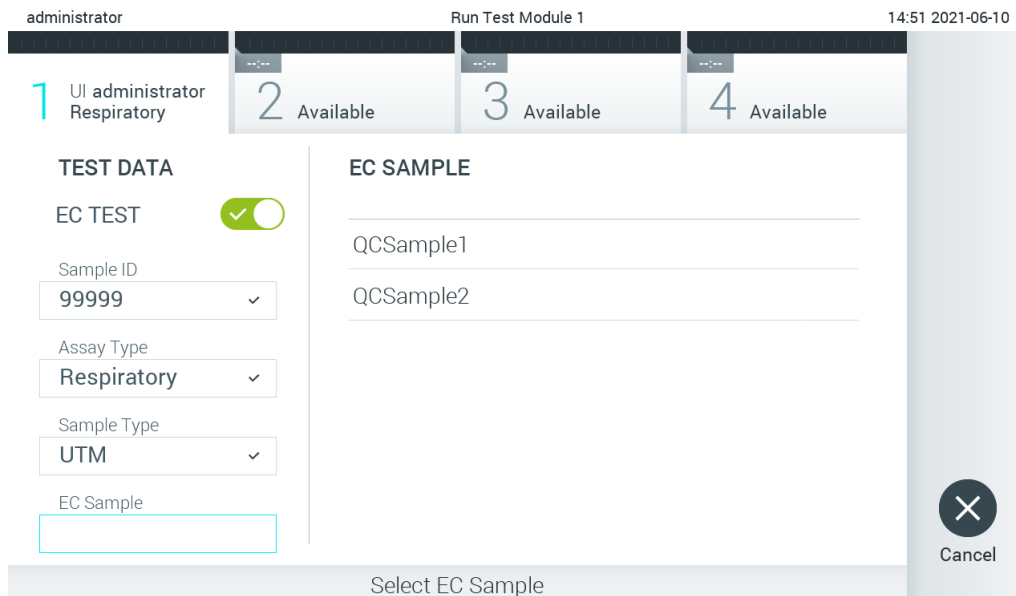 administrator
Run Test Module 1
14:51 2021-06-10
1 UI administrator
Respiratory
--:--
2 Available
--:--
3 Available
--:--
4 Available
TEST DATA
EC TEST
Sample ID
99999
Assay Type
Respiratory
Sample Type
UTM
EC Sample
EC SAMPLE
QCSample1
QCSample2
Cancel
Select EC Sample